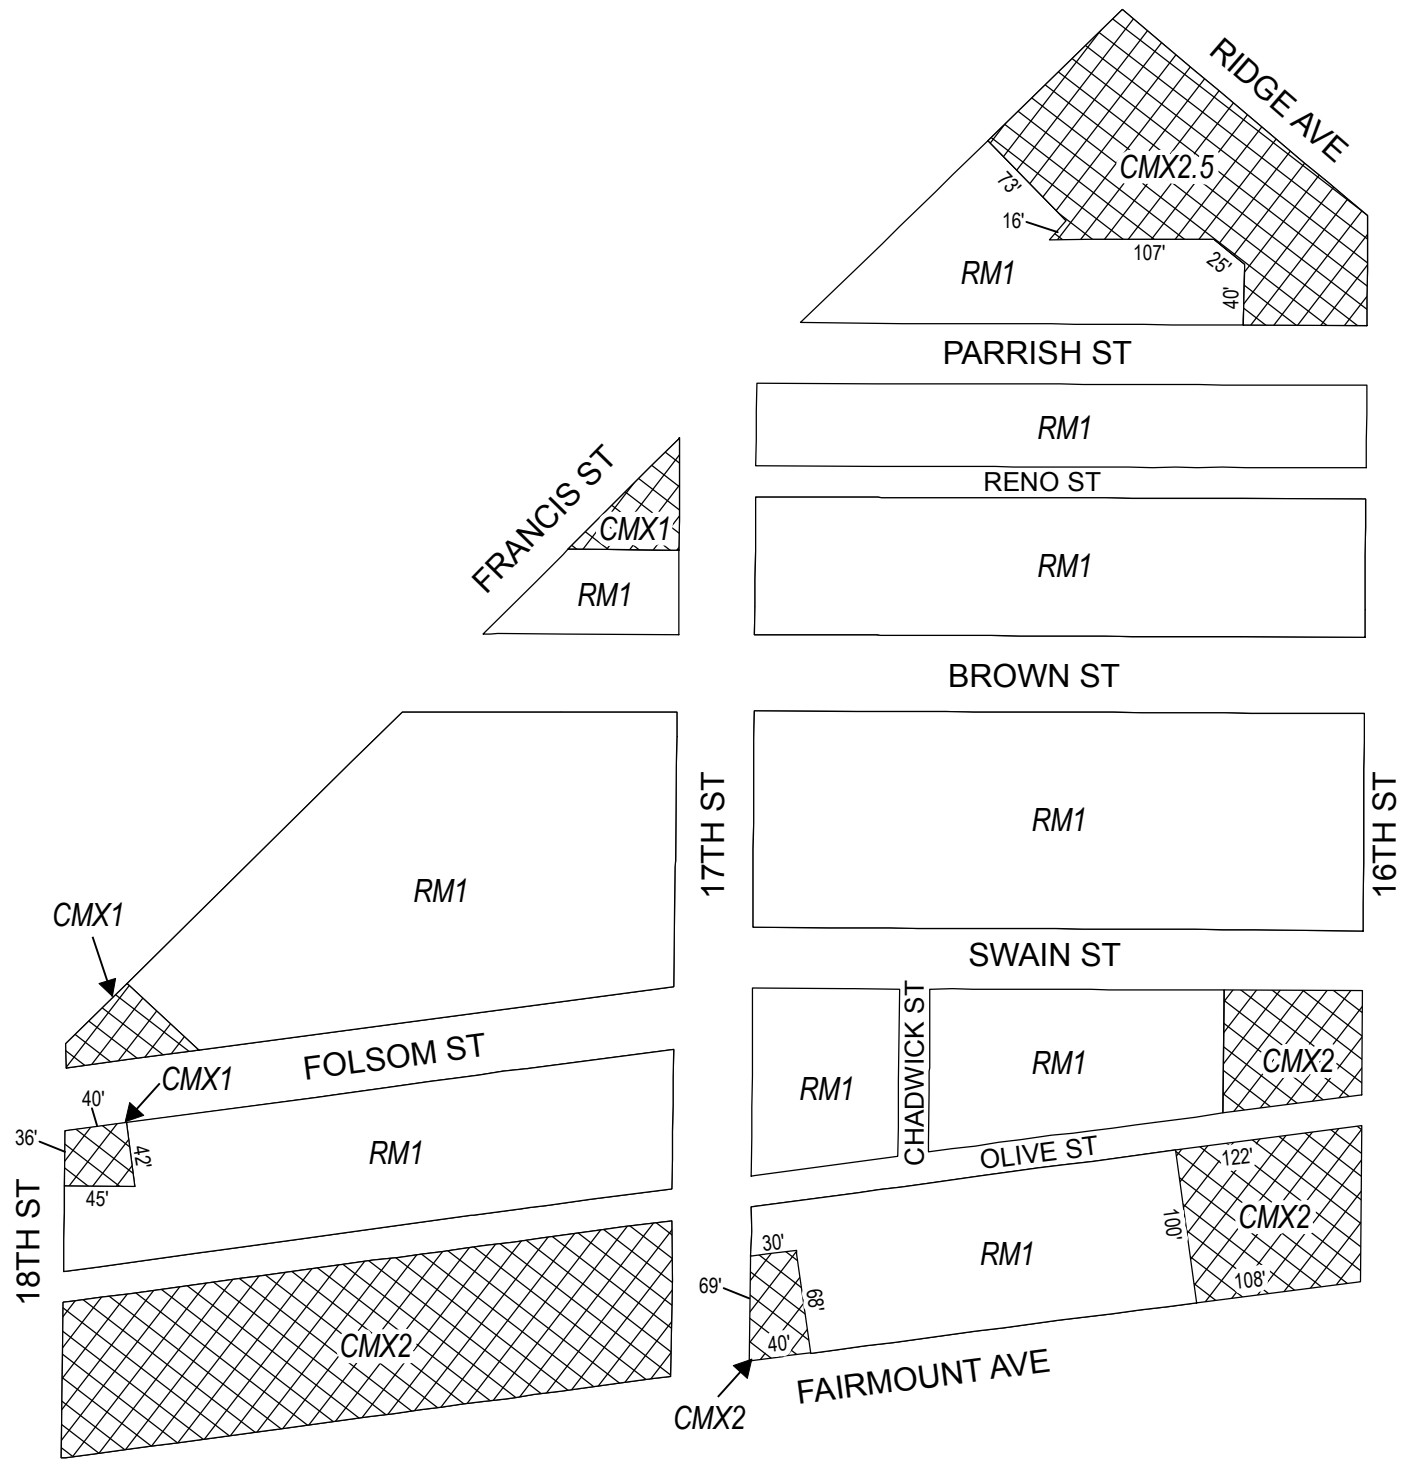 RIDGE AVE
CMX2.5
73'
16'
107'
25'
RM1
40'
PARRISH ST
RM1
RENO ST
FRANCIS ST
CMX1
RM1
RM1
BROWN ST
17TH ST
RM1
16TH ST
RM1
CMX1
SWAIN ST
CHADWICK ST
FOLSOM ST
RM1
RM1
CMX2
CMX1
40'
36'
42'
RM1
45'
OLIVE ST
122'
18TH ST
100'
CMX2
30'
RM1
69'
68'
108'
CMX2
40'
FAIRMOUNT AVE
CMX2